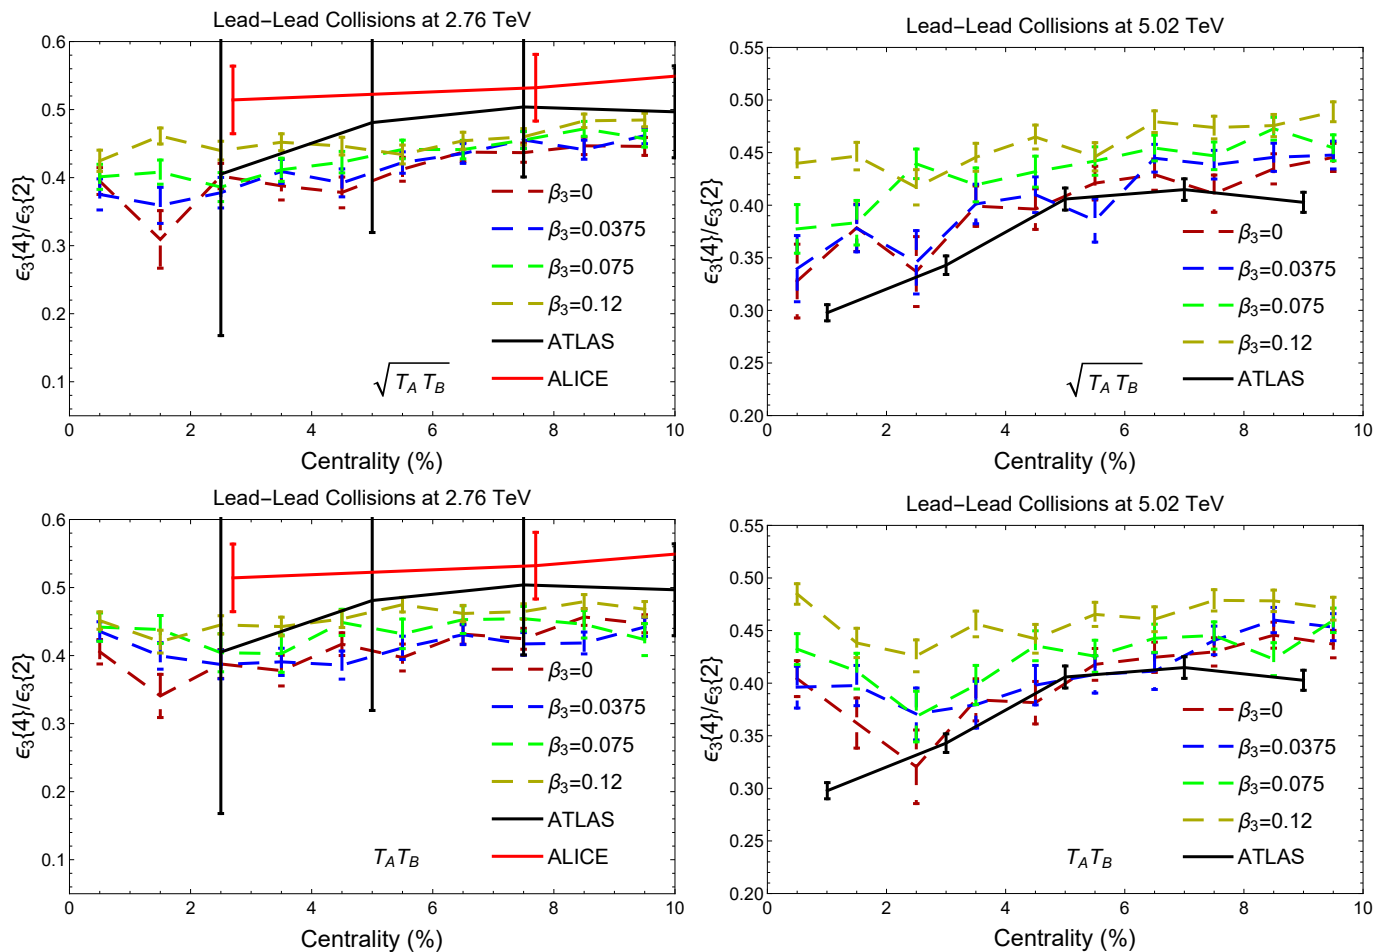 Lead–Lead Collisions at 2.76 TeV
ϵ₃{4}/ϵ₃{2}
0.6
0.5
0.4
0.3
0.2
0.1
β₃=0
β₃=0.0375
β₃=0.075
β₃=0.12
ATLAS
ALICE
√(T_A T_B)
0 2 4 6 8 10
Centrality (%)
Lead–Lead Collisions at 5.02 TeV
ϵ₃{4}/ϵ₃{2}
0.55
0.50
0.45
0.40
0.35
0.30
0.25
0.20
β₃=0
β₃=0.0375
β₃=0.075
β₃=0.12
ATLAS
√(T_A T_B)
0 2 4 6 8 10
Centrality (%)
Lead–Lead Collisions at 2.76 TeV
ϵ₃{4}/ϵ₃{2}
0.6
0.5
0.4
0.3
0.2
0.1
β₃=0
β₃=0.0375
β₃=0.075
β₃=0.12
ATLAS
ALICE
T_A T_B
0 2 4 6 8 10
Centrality (%)
Lead–Lead Collisions at 5.02 TeV
ϵ₃{4}/ϵ₃{2}
0.55
0.50
0.45
0.40
0.35
0.30
0.25
0.20
β₃=0
β₃=0.0375
β₃=0.075
β₃=0.12
ATLAS
T_A T_B
0 2 4 6 8 10
Centrality (%)